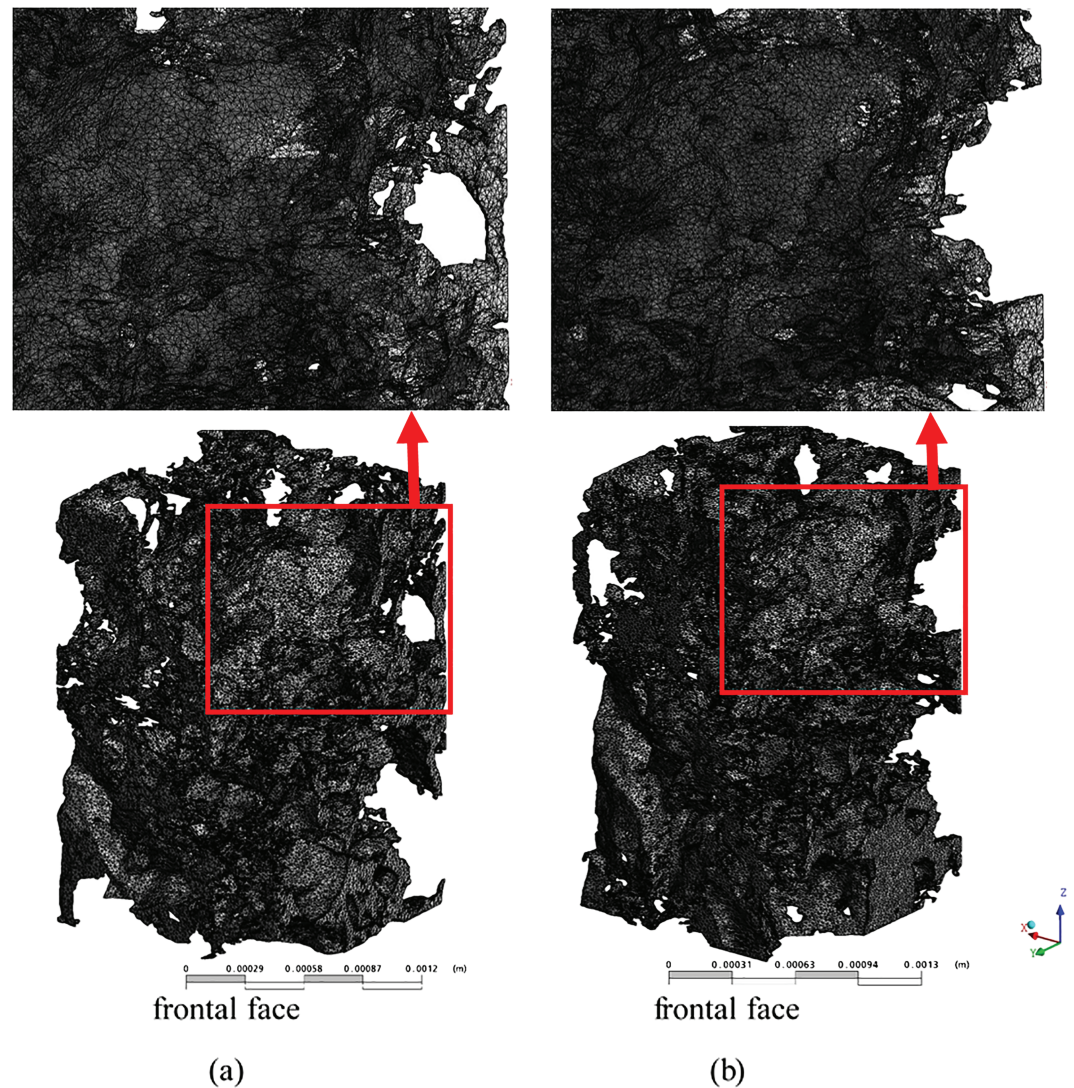 0 0.00029 0.00058 0.00087 0.0012 (m)
frontal face
(a)
0 0.00031 0.00063 0.00094 0.0013 (m)
frontal face
(b)
Z
X
Y